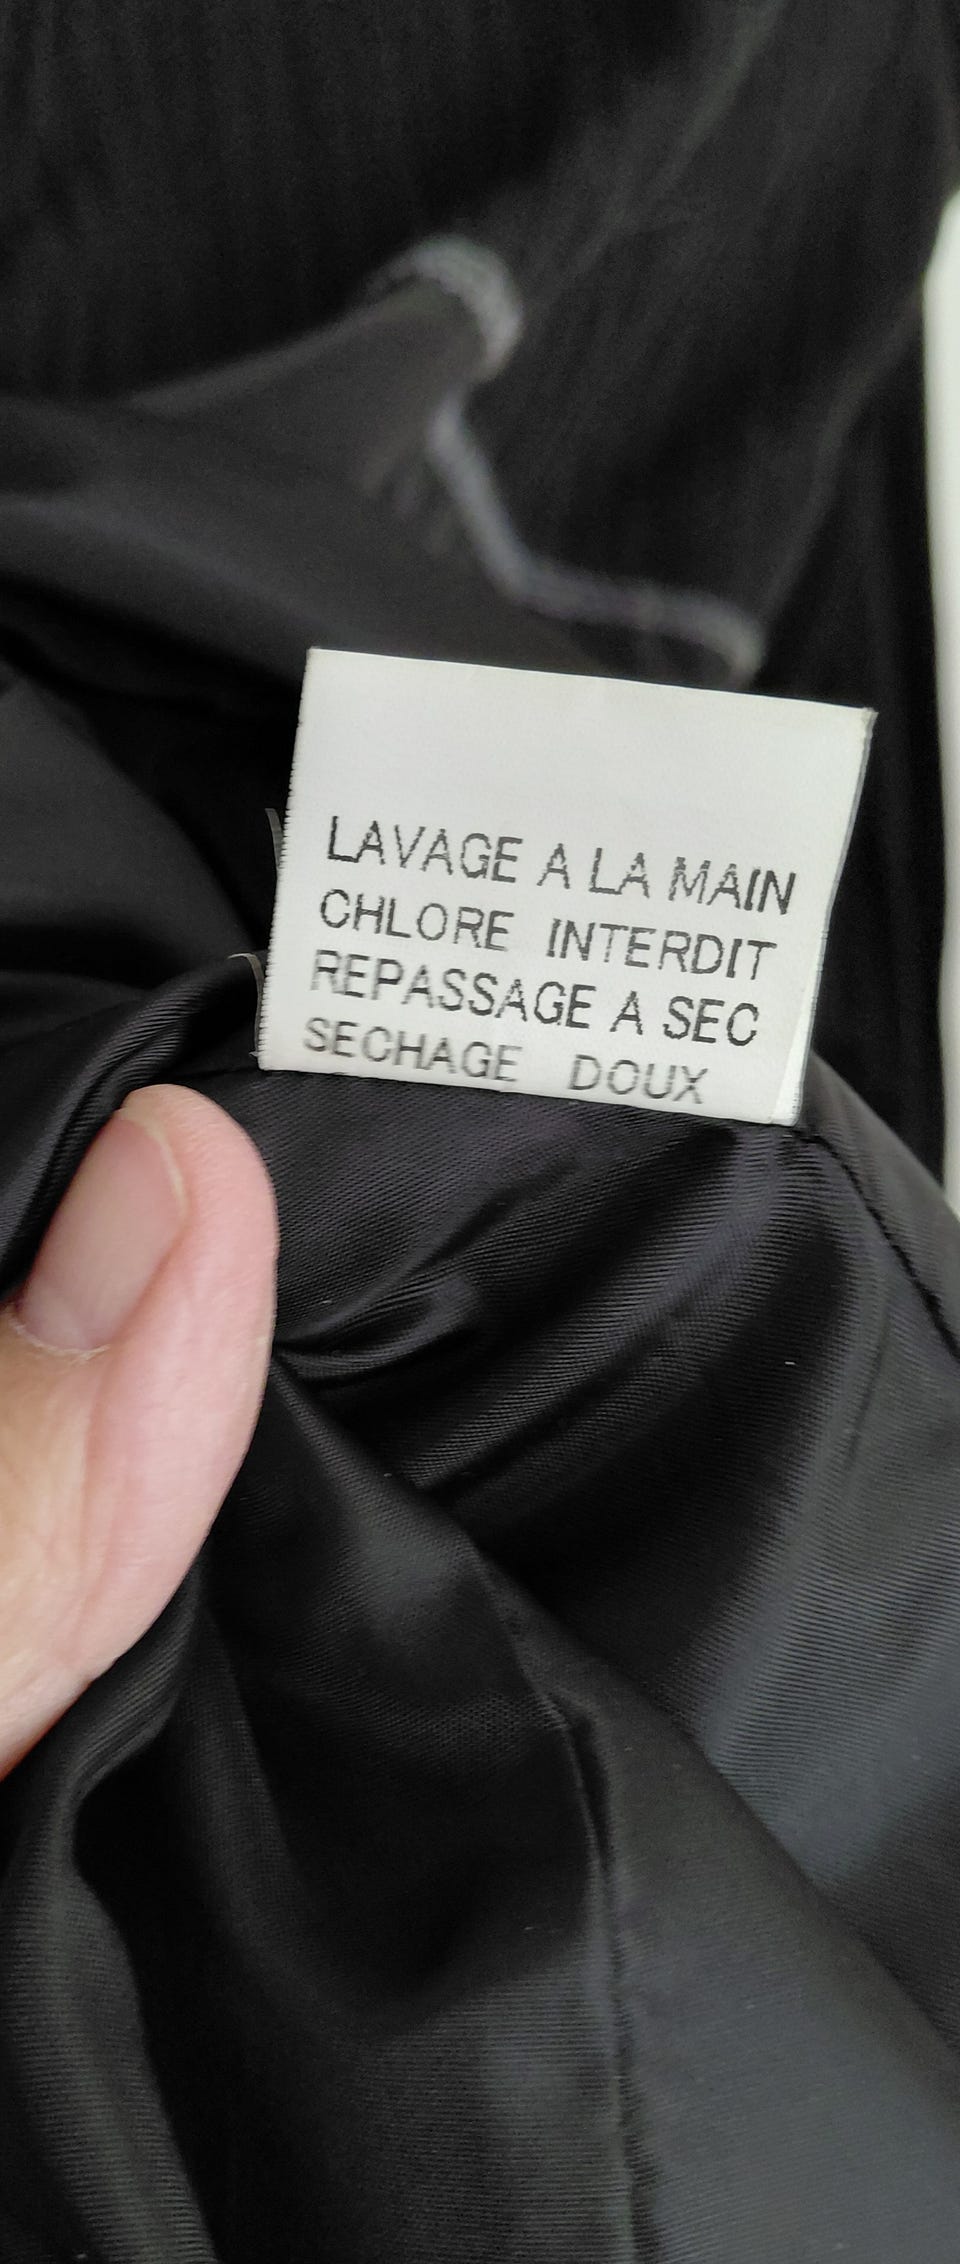 LAVAGE A LA MAIN
CHLORE INTERDIT
REPASSAGE A SEC
SECHAGE DOUX